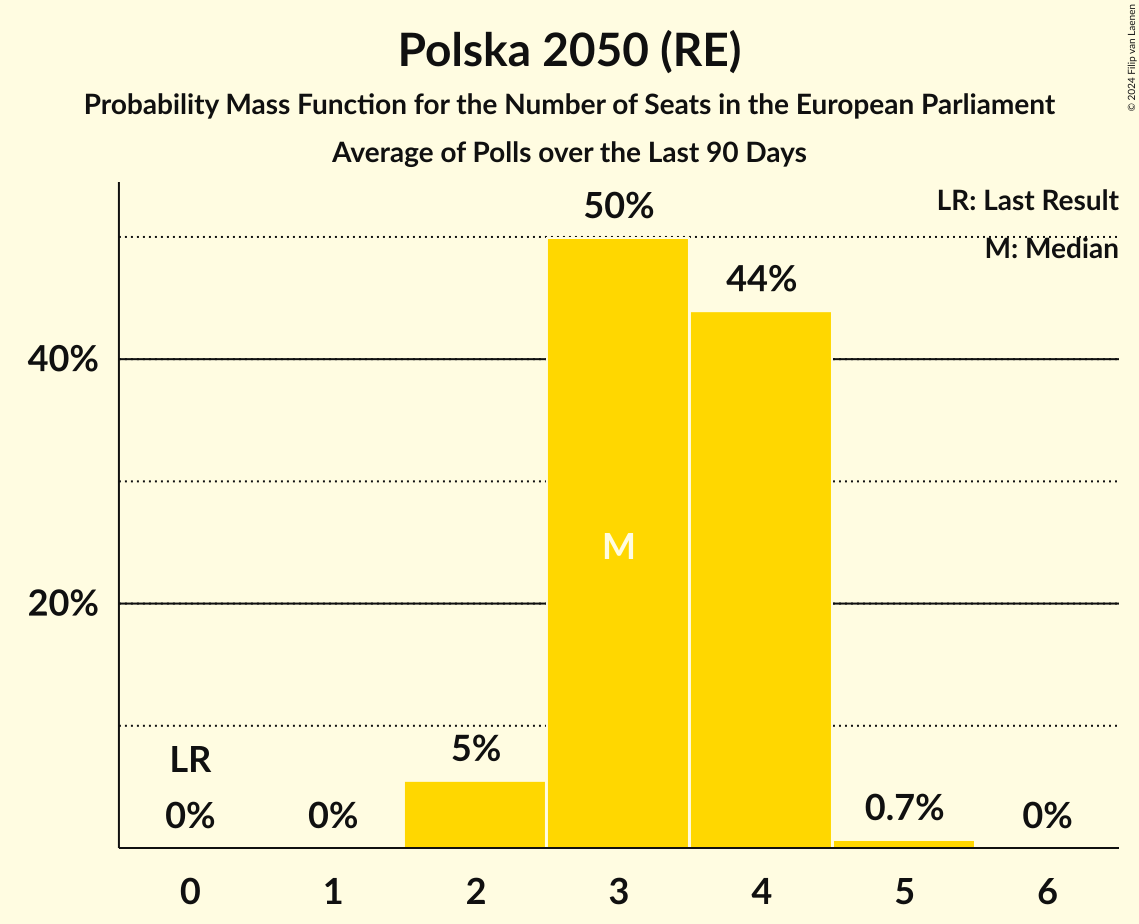 Polska 2050 (RE)
Probability Mass Function for the Number of Seats in the European Parliament
Average of Polls over the Last 90 Days
© 2024 Filip van Laenen
LR: Last Result
M: Median
50%
44%
40%
M
20%
LR
5%
0%
0%
0.7%
0%
0 1 2 3 4 5 6